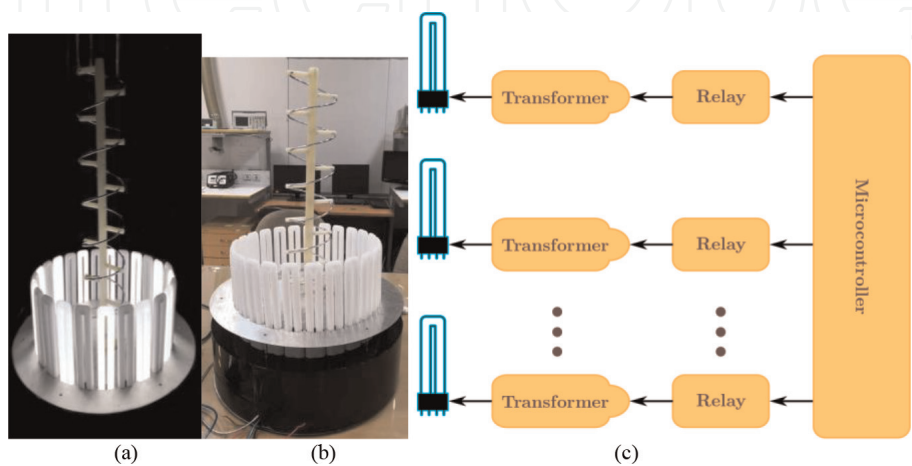 Transformer
Relay
Transformer
Relay
Microcontroller
Transformer
Relay
(a)
(b)
(c)